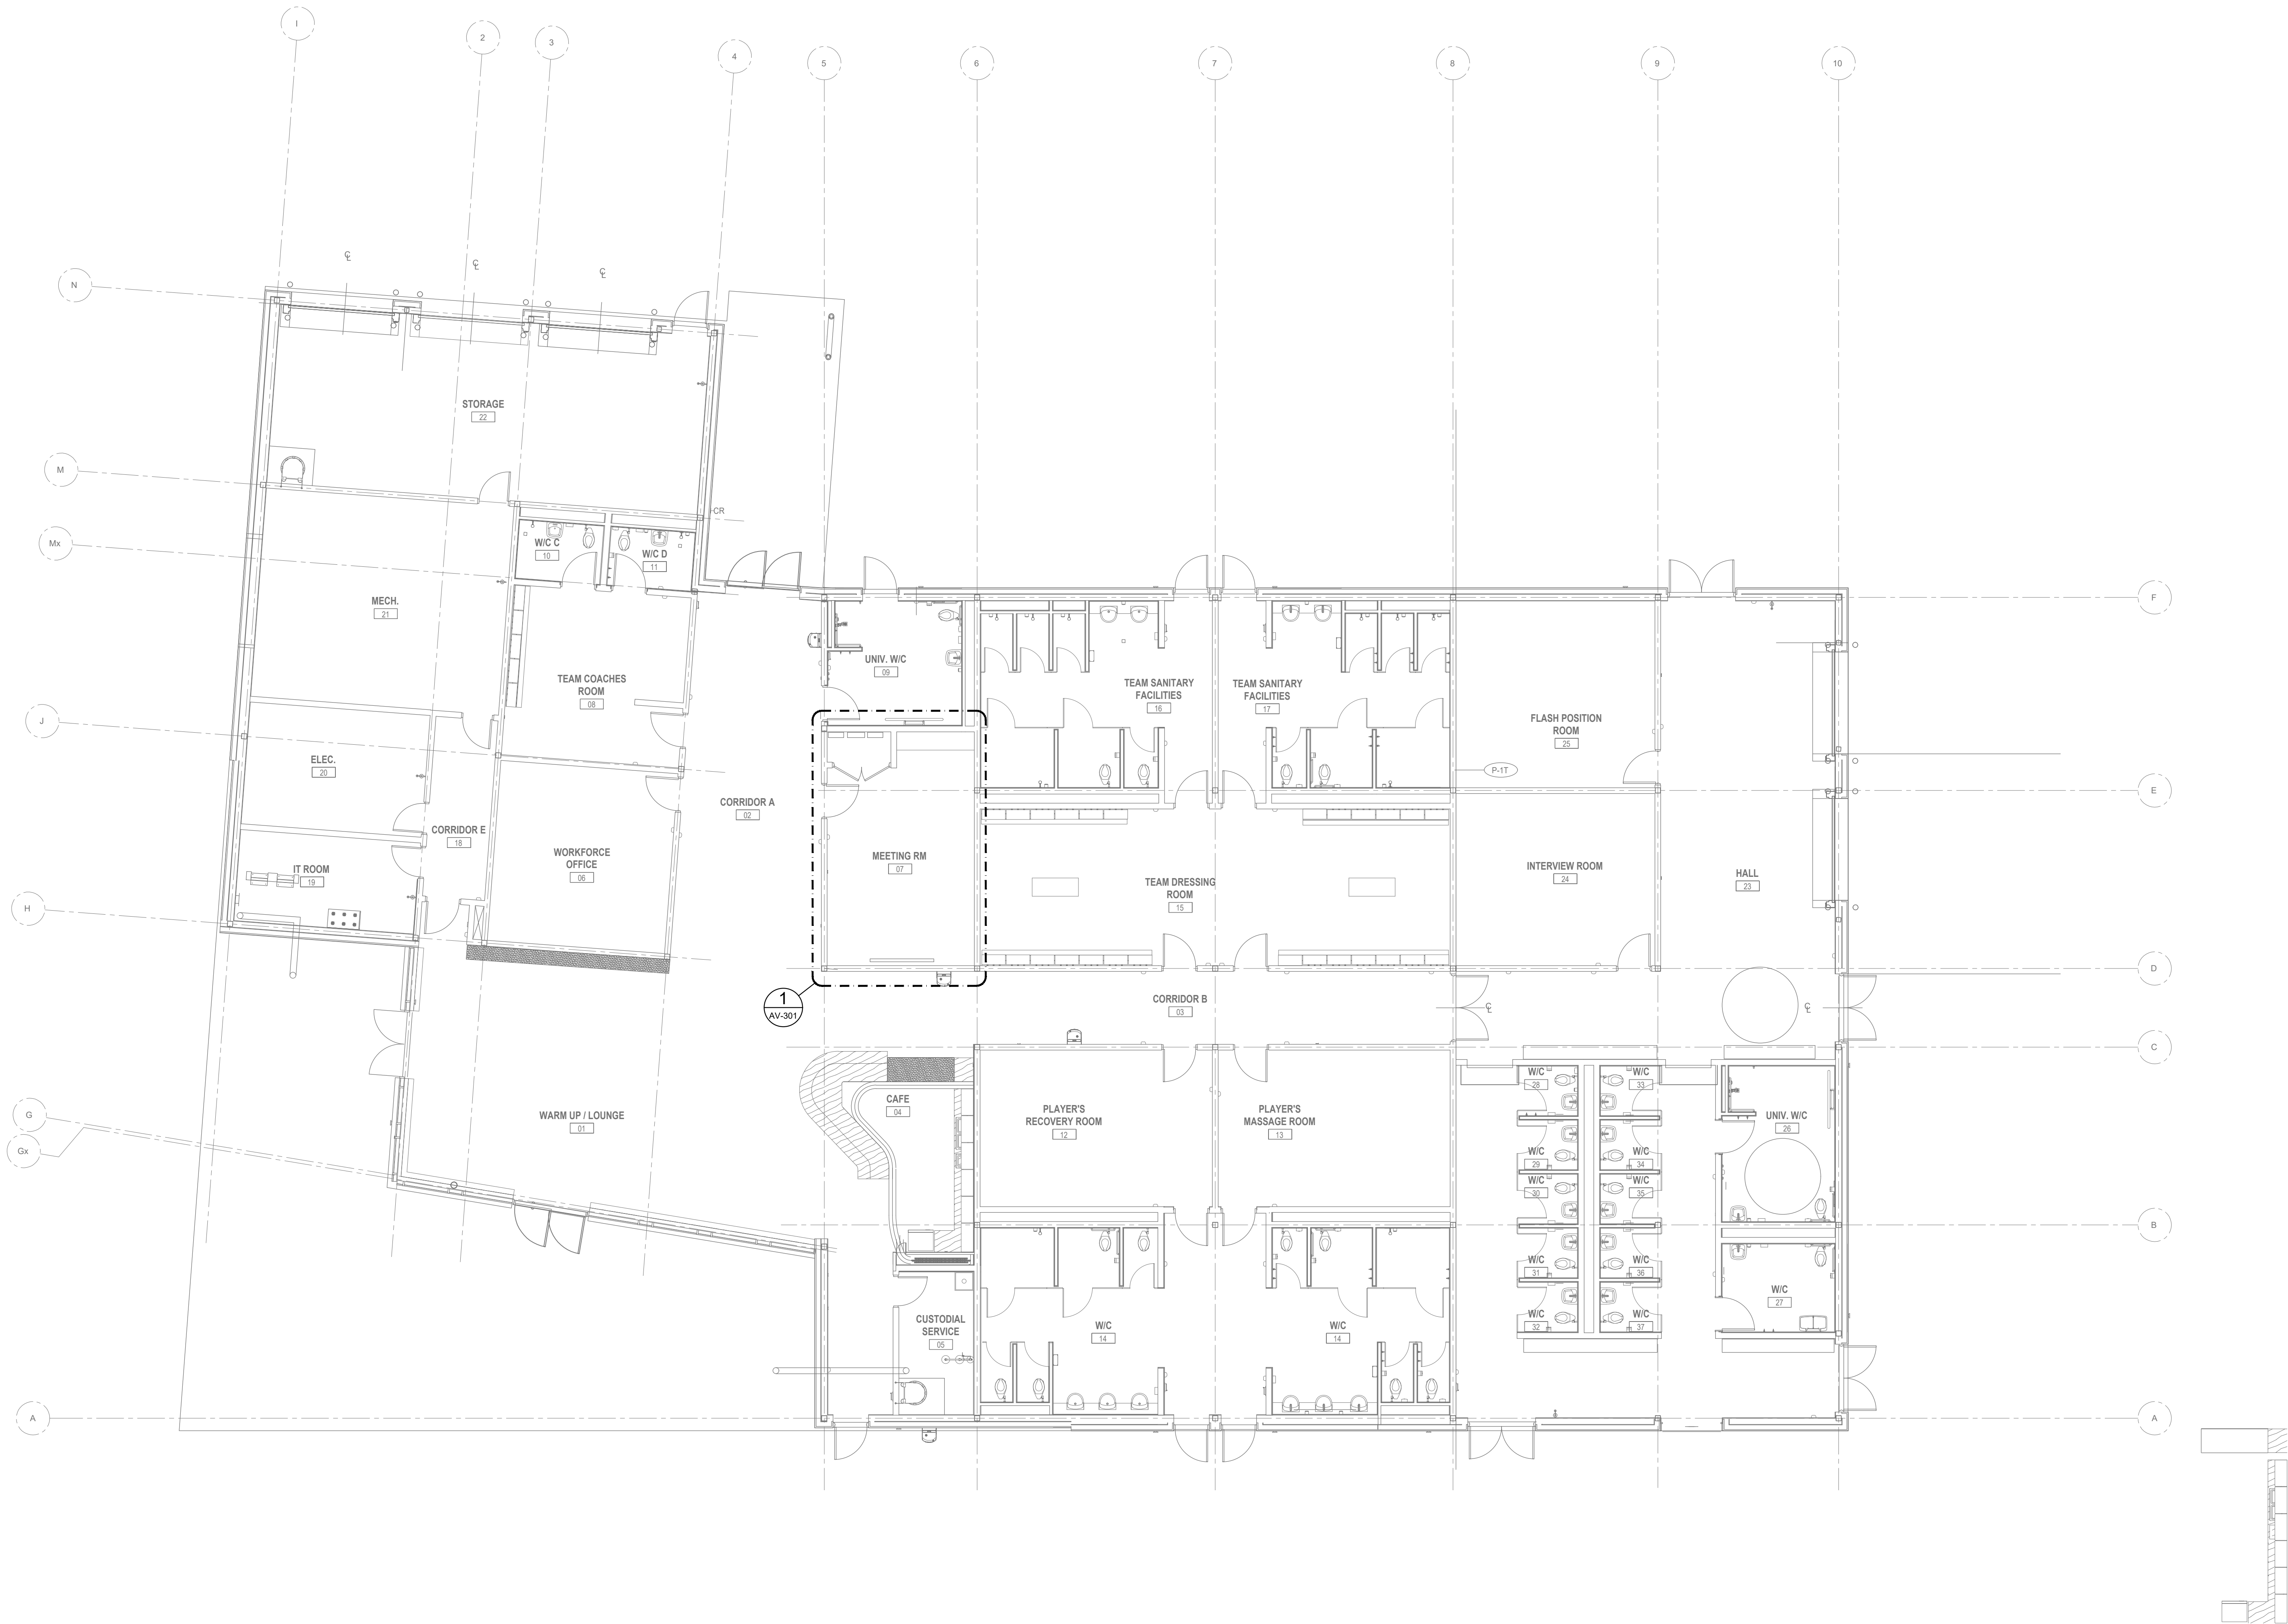 I
2
3
4
5
6
7
8
9
10
N
M
Mx
J
H
G
Gx
A
F
E
D
C
B
A
℄
℄
℄
STORAGE
22
CR
W/C C
10
W/C D
11
MECH.
21
TEAM COACHES
ROOM
08
UNIV. W/C
09
TEAM SANITARY
FACILITIES
16
TEAM SANITARY
FACILITIES
17
FLASH POSITION
ROOM
25
P-1T
ELEC.
20
CORRIDOR A
02
CORRIDOR E
18
WORKFORCE
OFFICE
06
IT ROOM
19
MEETING RM
07
TEAM DRESSING
ROOM
15
INTERVIEW ROOM
24
HALL
23
1
AV-301
CORRIDOR B
03
℄
℄
CAFE
04
WARM UP / LOUNGE
01
PLAYER'S
RECOVERY ROOM
12
PLAYER'S
MASSAGE ROOM
13
W/C
28
W/C
33
UNIV. W/C
26
W/C
29
W/C
34
W/C
30
W/C
35
W/C
31
W/C
36
W/C
27
W/C
32
W/C
37
CUSTODIAL
SERVICE
05
W/C
14
W/C
14